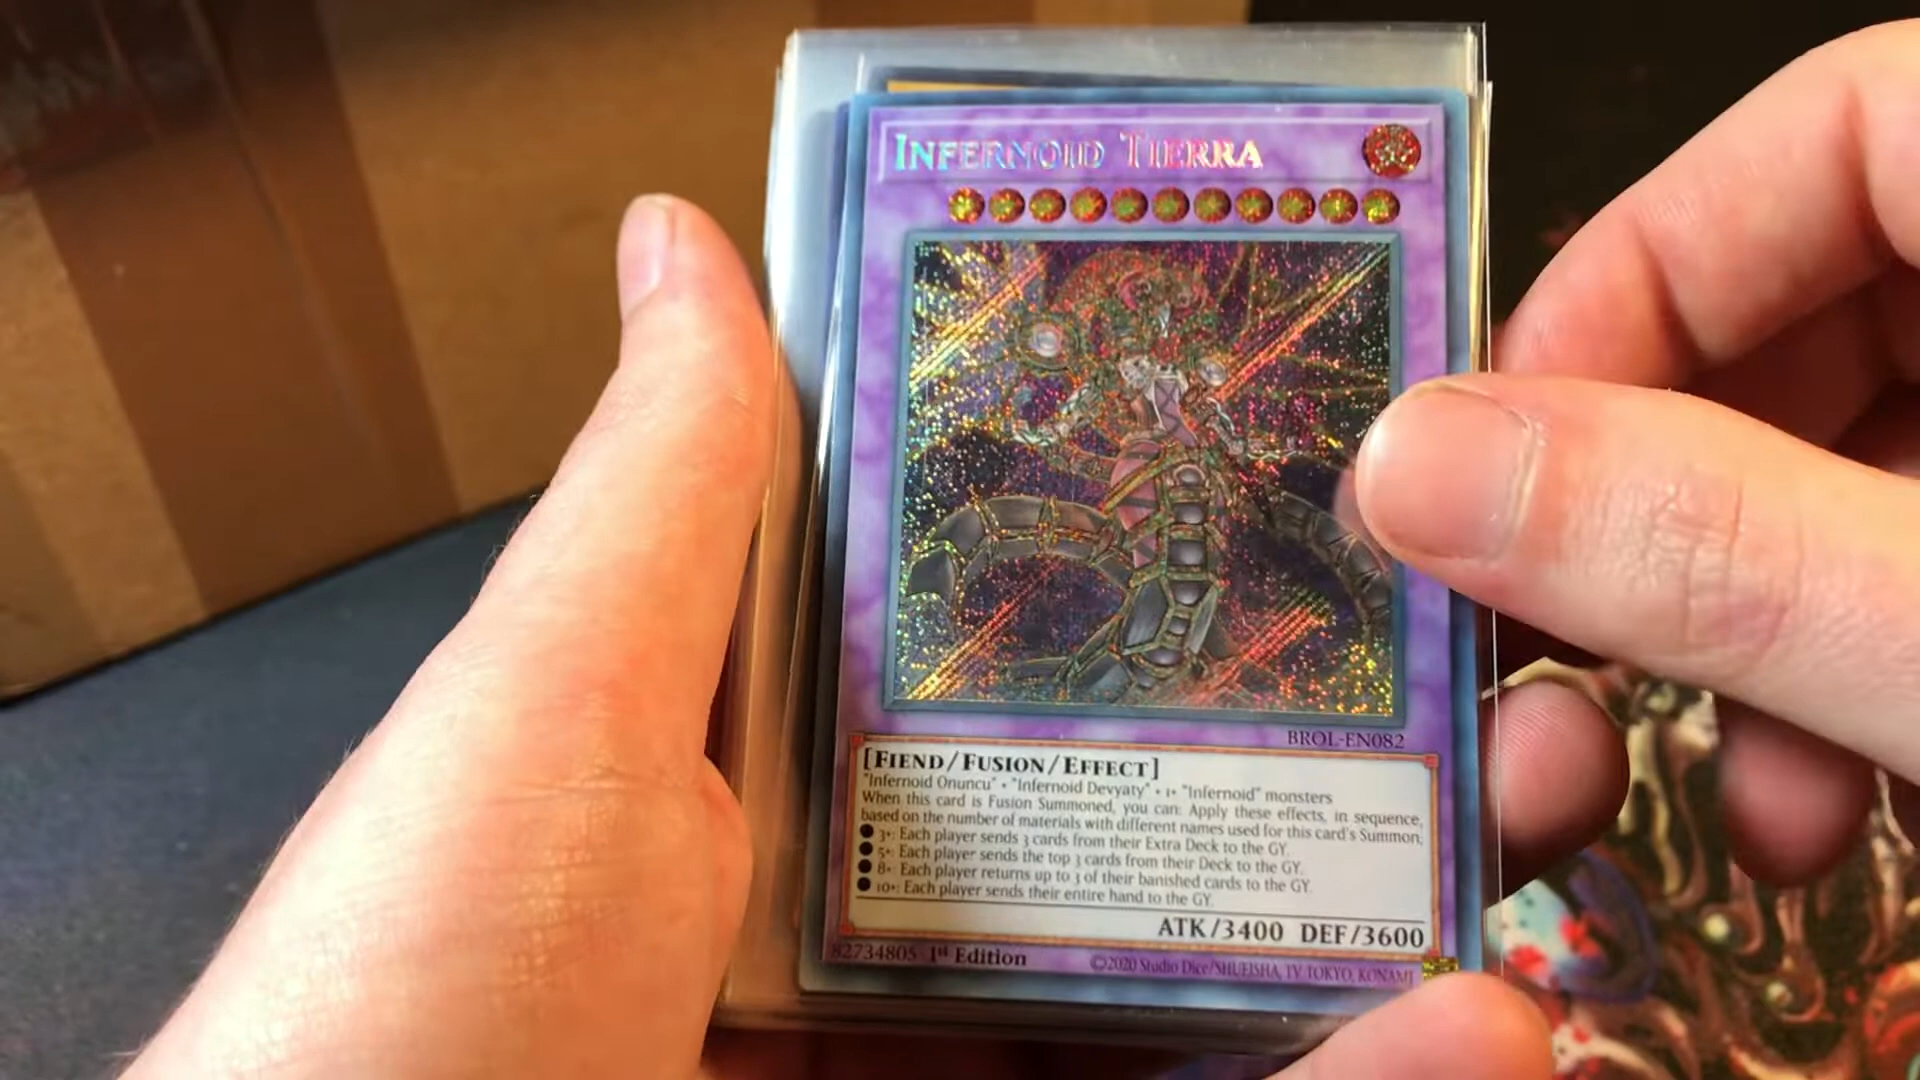 INFERNOID TIERRA
BROL-EN082
[FIEND/FUSION/EFFECT]
"Infernoid Onuncu" + "Infernoid Devyaty" + 1+ "Infernoid" monsters
When this card is Fusion Summoned, you can: Apply these effects, in sequence,
based on the number of materials with different names used for this card's Summon;
● 3+: Each player sends 3 cards from their Extra Deck to the GY.
● 5+: Each player sends the top 3 cards from their Deck to the GY.
● 8+: Each player returns up to 3 of their banished cards to the GY.
● 10+: Each player sends their entire hand to the GY.
ATK/3400 DEF/3600
82734805 1st Edition ©2020 Studio Dice/SHUEISHA, TV TOKYO, KONAMI